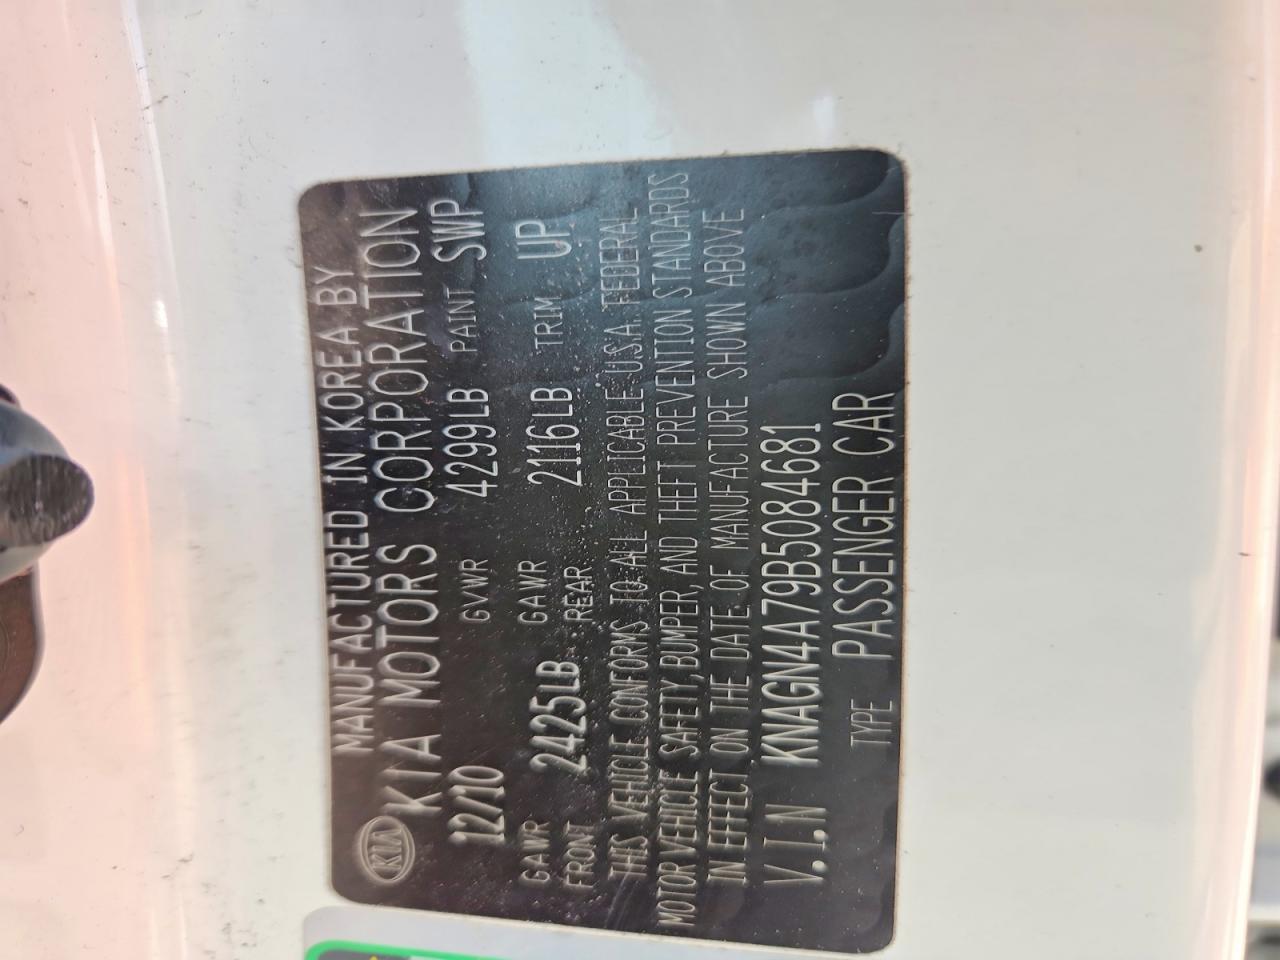 MANUFACTURED IN KOREA BY
KIA KIA MOTORS CORPORATION
12/10 GVWR 4299LB PAINT SWP
GAWR FRONT 2425LB GAWR REAR 2116LB TRIM UP
THIS VEHICLE CONFORMS TO ALL APPLICABLE U.S.A. FEDERAL
MOTOR VEHICLE SAFETY, BUMPER, AND THEFT PREVENTION STANDARDS
IN EFFECT ON THE DATE OF MANUFACTURE SHOWN ABOVE
V.I.N KNAGN4A79B5084681
TYPE PASSENGER CAR